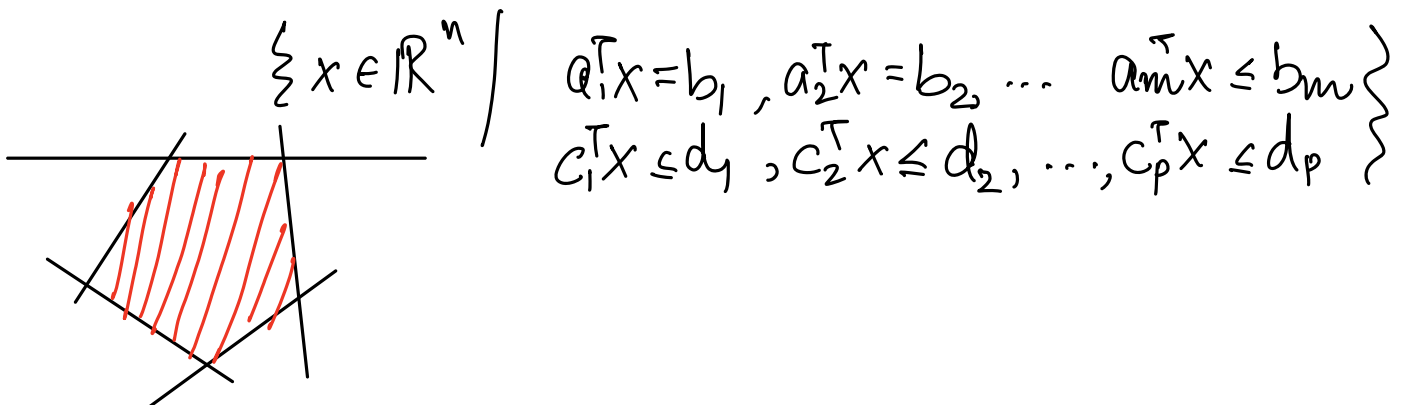 { x ∈ ℝⁿ / a₁ᵀx = b₁ , a₂ᵀx = b₂, ... aₘᵀx ≤ bₘ }
c₁ᵀx ≤ d₁ , c₂ᵀx ≤ d₂, ..., cₚᵀx ≤ dₚ